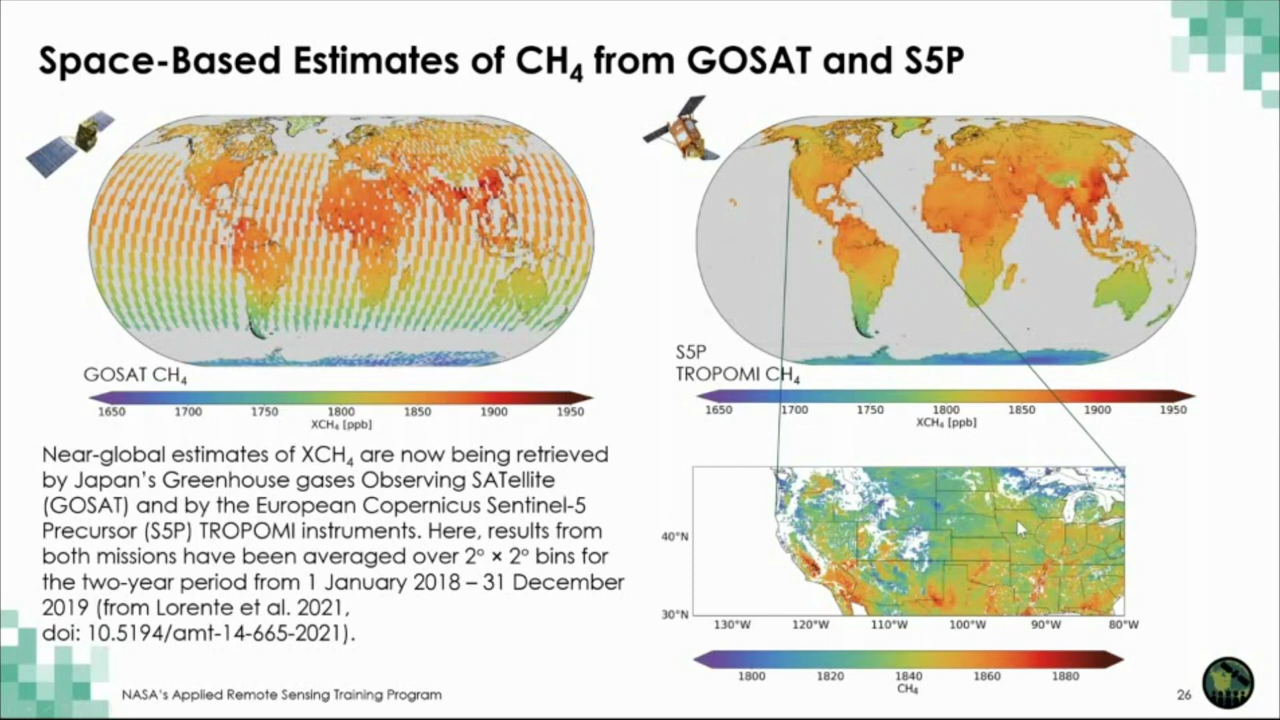 Space-Based Estimates of CH₄ from GOSAT and S5P
GOSAT CH₄
1650 1700 1750 1800 1850 1900 1950
XCH₄ [ppb]
S5P
TROPOMI CH₄
1650 1700 1750 1800 1850 1900 1950
XCH₄ [ppb]
Near-global estimates of XCH₄ are now being retrieved
by Japan's Greenhouse gases Observing SATellite
(GOSAT) and by the European Copernicus Sentinel-5
Precursor (S5P) TROPOMI instruments. Here, results from
both missions have been averaged over 2° × 2° bins for
the two-year period from 1 January 2018 – 31 December
2019 (from Lorente et al. 2021,
doi: 10.5194/amt-14-665-2021).
40°N
30°N
130°W 120°W 110°W 100°W 90°W 80°W
1800 1820 1840 1860 1880
CH₄
NASA's Applied Remote Sensing Training Program
26